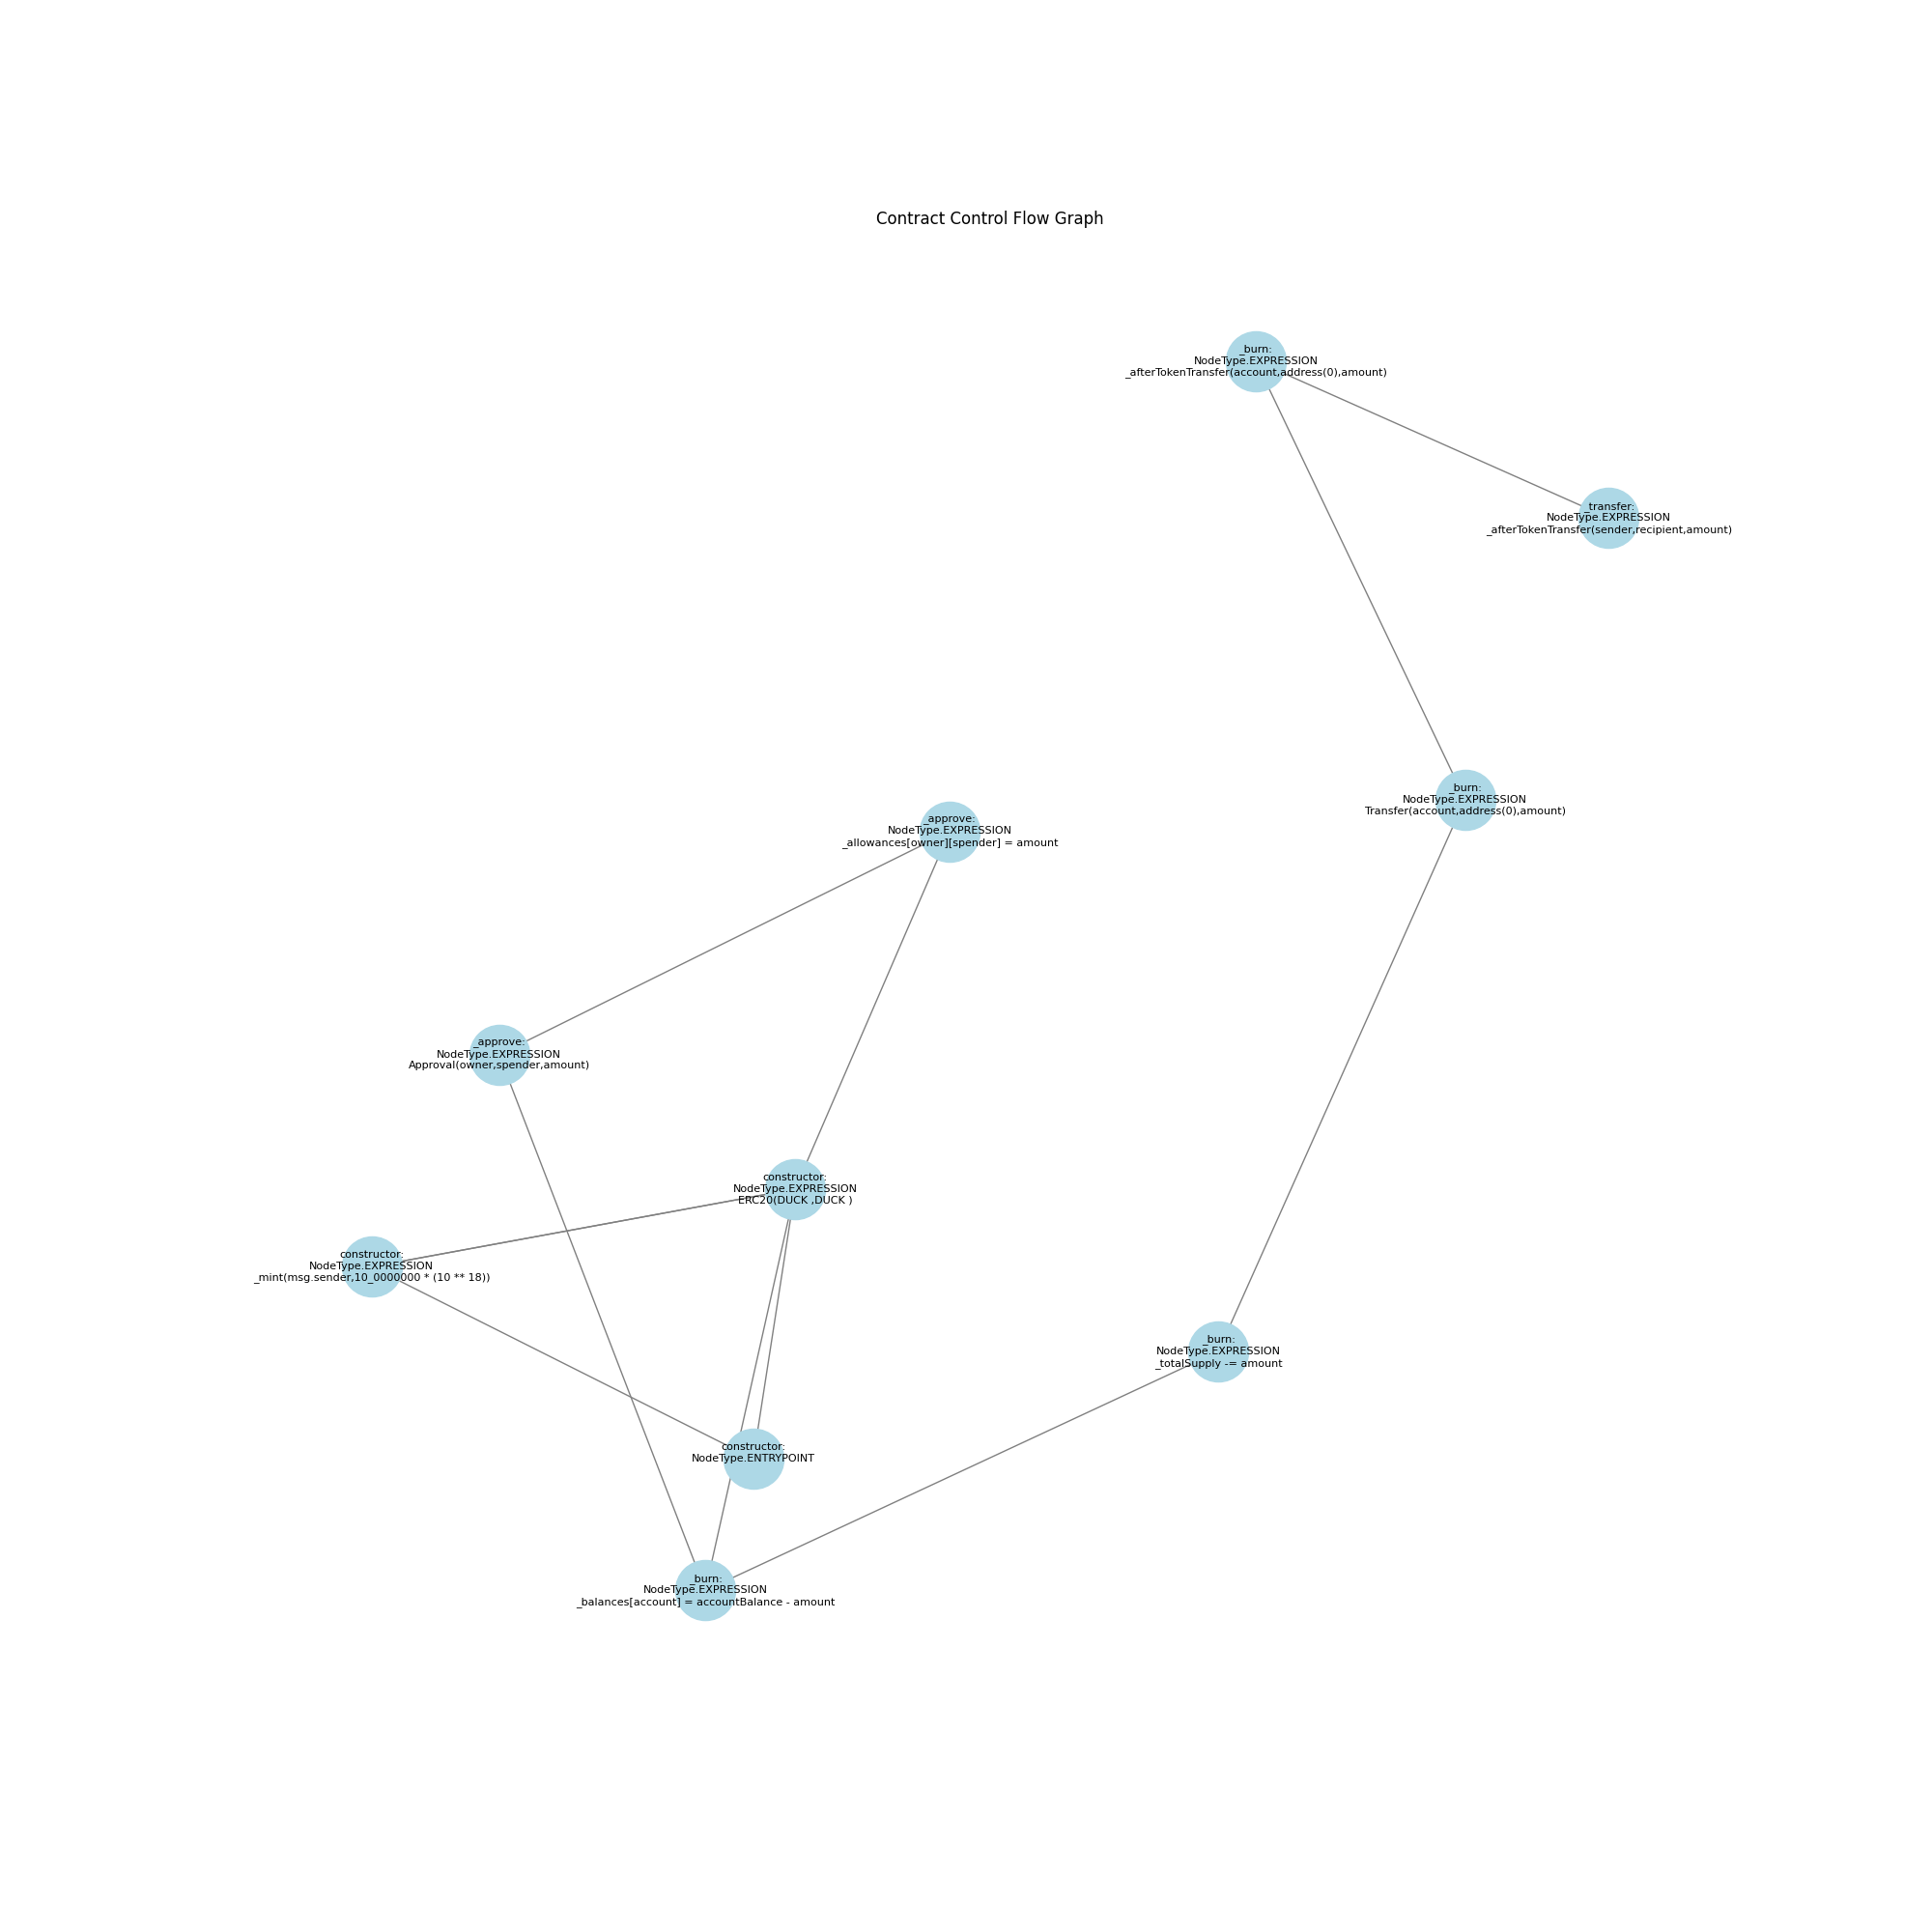 Contract Control Flow Graph
_burn:
NodeType.EXPRESSION
_afterTokenTransfer(account,address(0),amount)
_transfer:
NodeType.EXPRESSION
_afterTokenTransfer(sender,recipient,amount)
_burn:
NodeType.EXPRESSION
Transfer(account,address(0),amount)
_approve:
NodeType.EXPRESSION
_allowances[owner][spender] = amount
_approve:
NodeType.EXPRESSION
Approval(owner,spender,amount)
constructor:
NodeType.EXPRESSION
ERC20(DUCK ,DUCK )
constructor:
NodeType.EXPRESSION
_mint(msg.sender,10_0000000 * (10 ** 18))
_burn:
NodeType.EXPRESSION
_totalSupply -= amount
constructor:
NodeType.ENTRYPOINT
_burn:
NodeType.EXPRESSION
_balances[account] = accountBalance - amount